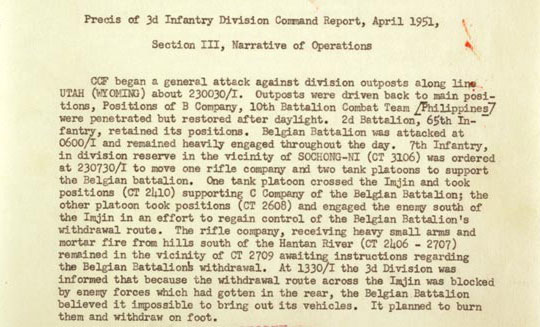 Precis of 3d Infantry Division Command Report, April 1951,
Section III, Narrative of Operations
CCF began a general attack against division outposts along line
UTAH (WYOMING) about 230030/I. Outposts were driven back to main posi-
tions, Positions of B Company, 10th Battalion Combat Team /Philippines/
were penetrated but restored after daylight. 2d Battalion, 65th In-
fantry, retained its positions. Belgian Battalion was attacked at
0600/I and remained heavily engaged throughout the day. 7th Infantry,
in division reserve in the vicinity of SOCHONG-NI (CT 3106) was ordered
at 230730/I to move one rifle company and two tank platoons to support
the Belgian battalion. One tank platoon crossed the Imjin and took
positions (CT 2410) supporting C Company of the Belgian Battalion; the
other platoon took positions (CT 2608) and engaged the enemy south of
the Imjin in an effort to regain control of the Belgian Battalion's
withdrawal route. The rifle company, receiving heavy small arms and
mortar fire from hills south of the Hantan River (CT 2406 - 2707)
remained in the vicinity of CT 2709 awaiting instructions regarding
the Belgian Battalion's withdrawal. At 1330/I the 3d Division was
informed that because the withdrawal route across the Imjin was blocked
by enemy forces which had gotten in the rear, the Belgian Battalion
believed it impossible to bring out its vehicles. It planned to burn
them and withdraw on foot.